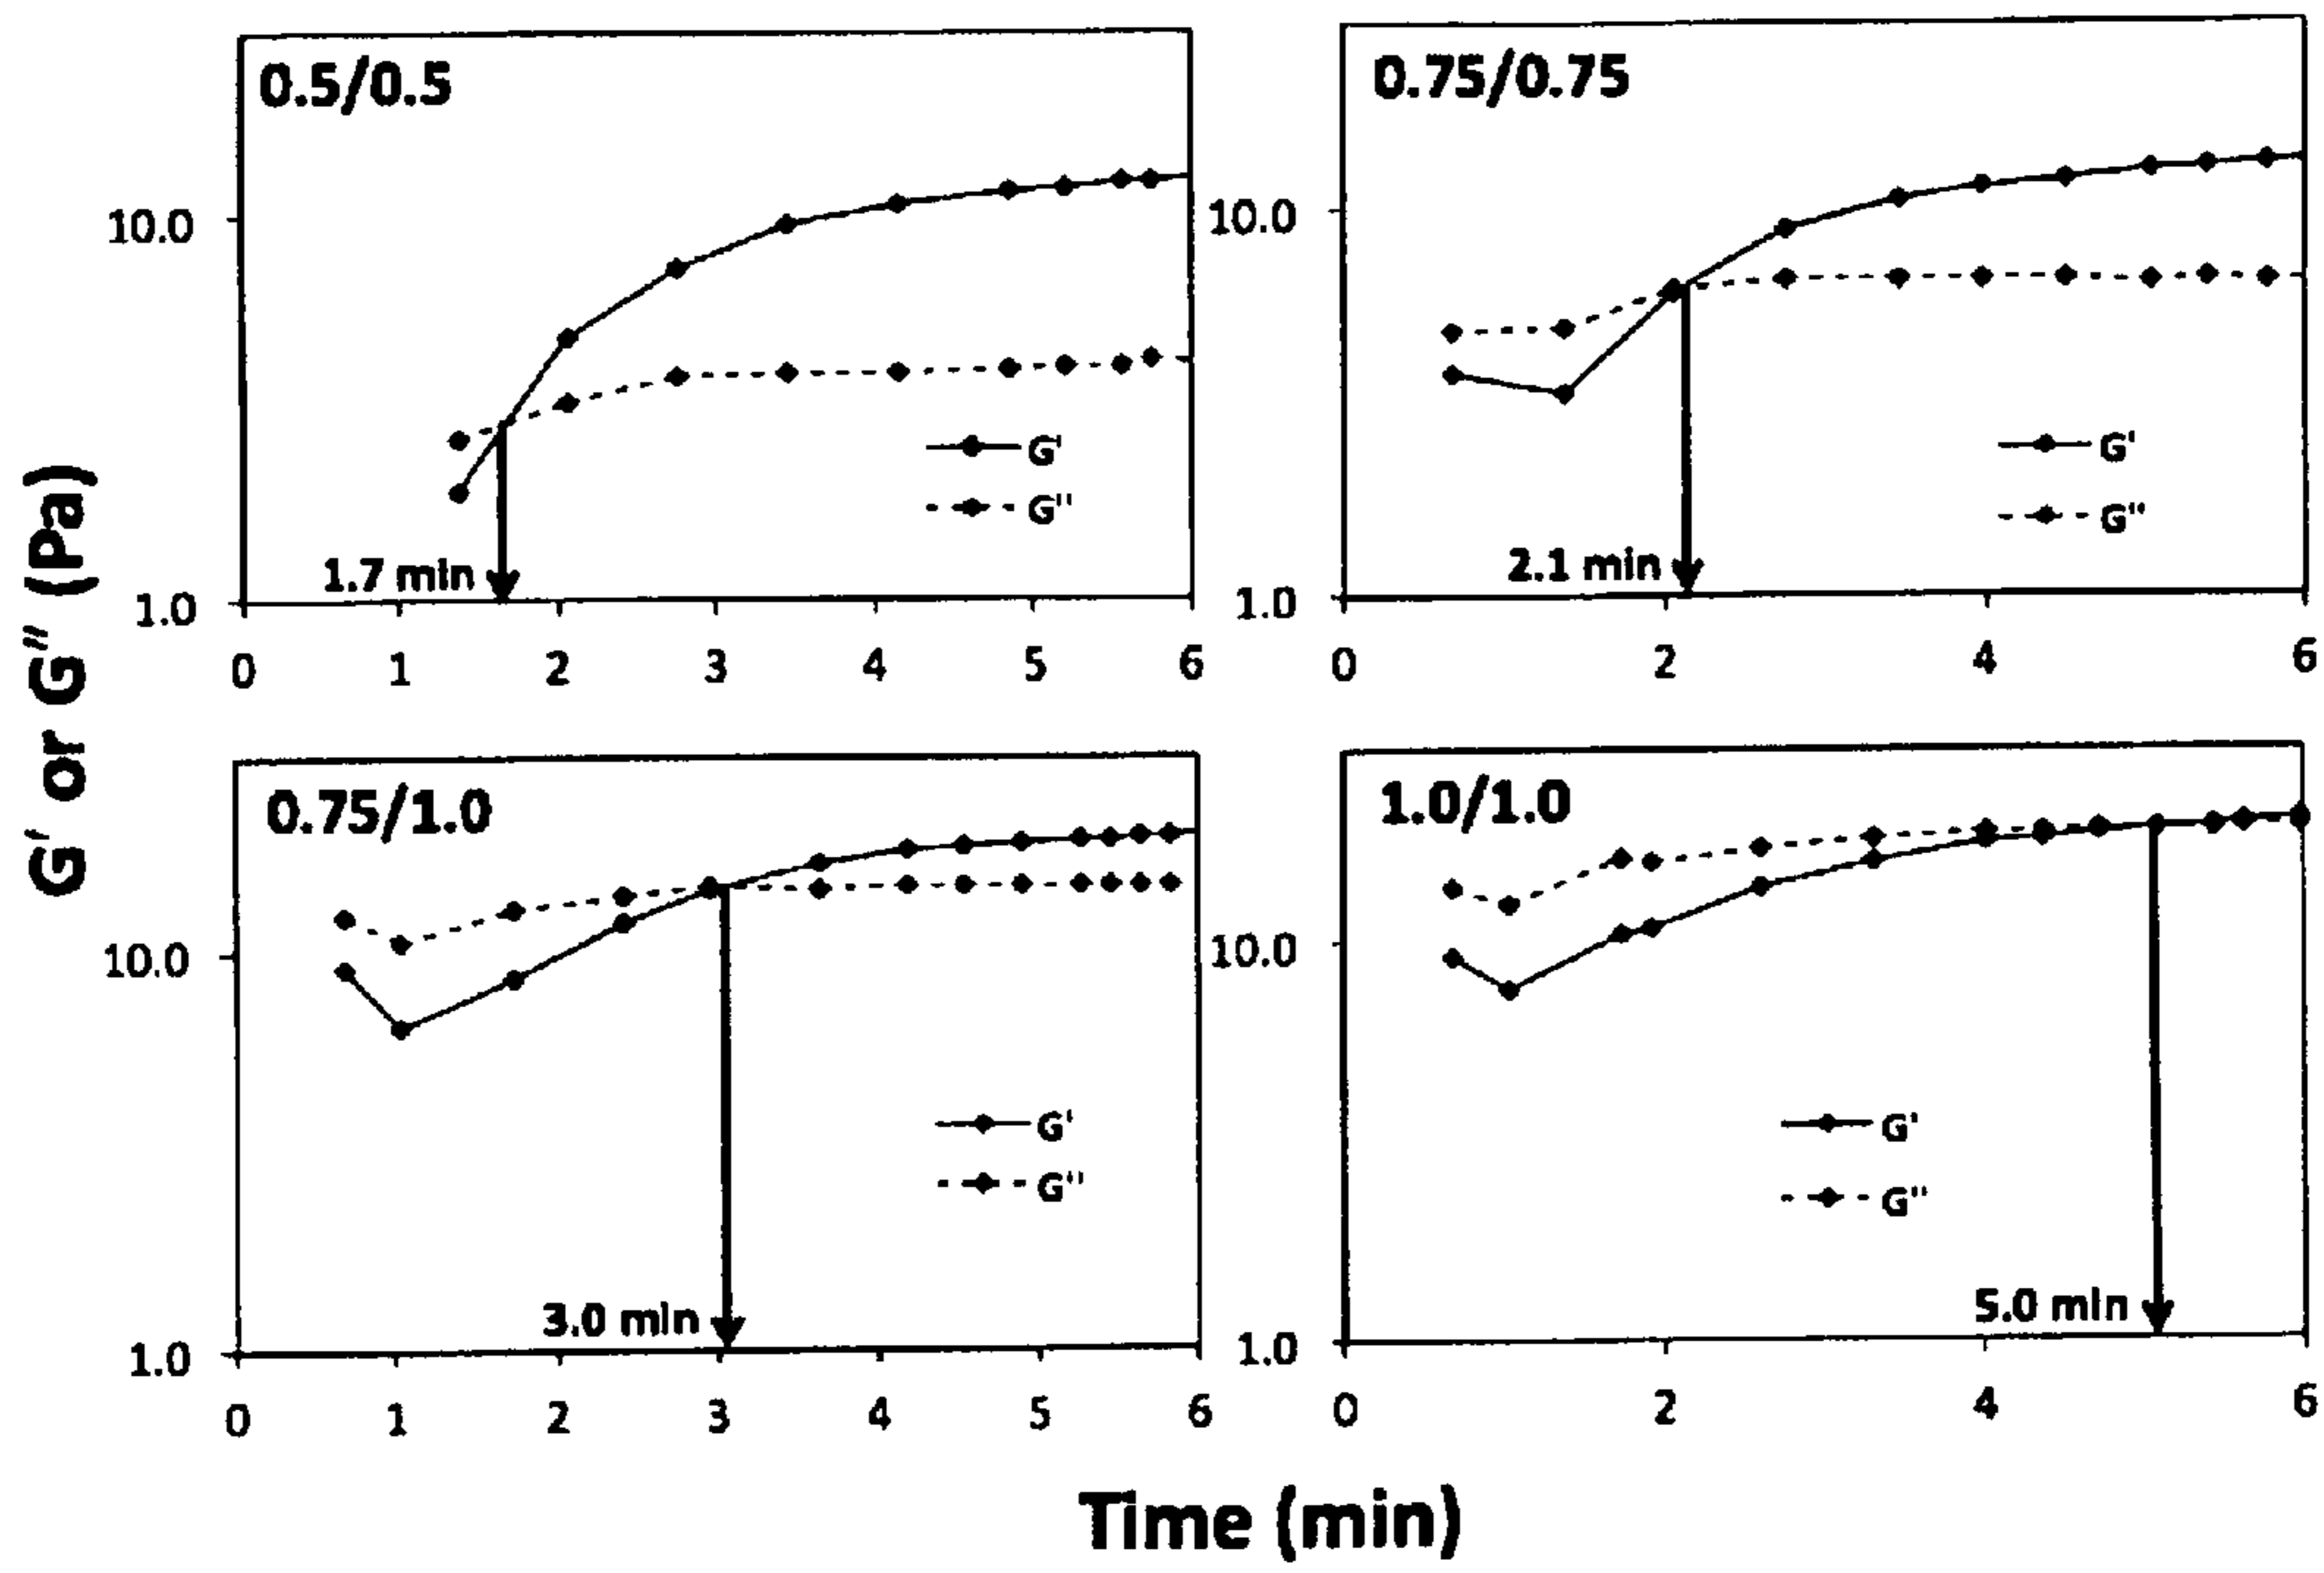 0.5/0.5
10.0
1.0
G'
G''
1.7 min
0 1 2 3 4 5 6
0.75/0.75
10.0
1.0
G'
G''
2.1 min
0 2 4 6
G' or G'' (Pa)
0.75/1.0
10.0
1.0
G'
G''
3.0 min
0 1 2 3 4 5 6
1.0/1.0
10.0
1.0
G'
G''
5.0 min
0 2 4 6
Time (min)